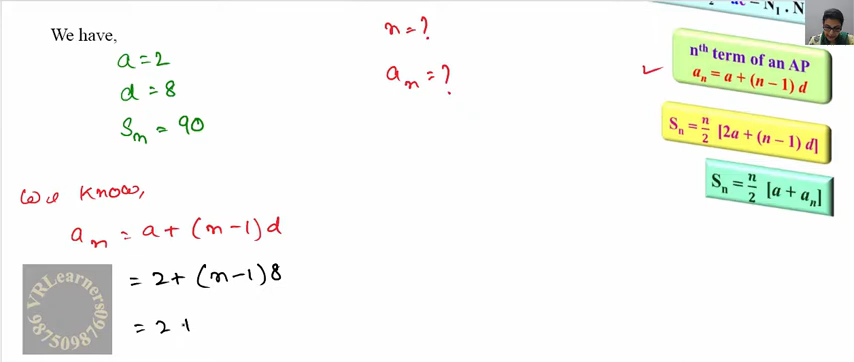 We have,
a = 2
d = 8
Sn = 90
n = ?
an = ?
we know,
an = a + (n-1)d
= 2 + (n-1)8
= 2 +
nth term of an AP
an = a + (n – 1) d
Sn = n/2 [2a + (n – 1) d]
Sn = n/2 [a + an]
VRLearners
9875098760